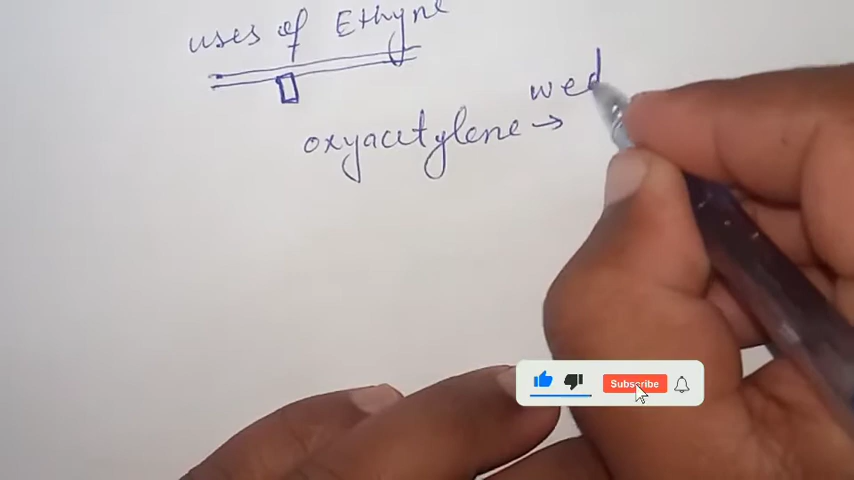 uses of Ethyne
wed
oxyacetylene →
Subscribe